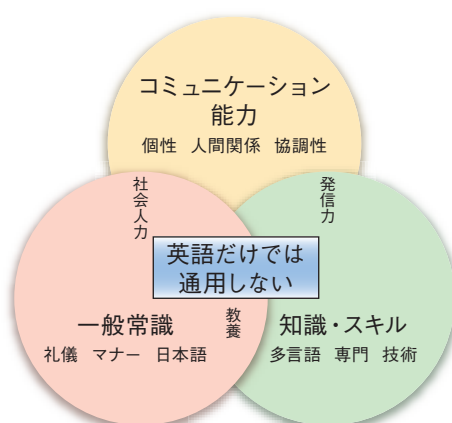 コミュニケーション
能力
個性 人間関係 協調性
社会人力
発信力
英語だけでは
通用しない
教養
一般常識
礼儀 マナー 日本語
知識・スキル
多言語 専門 技術